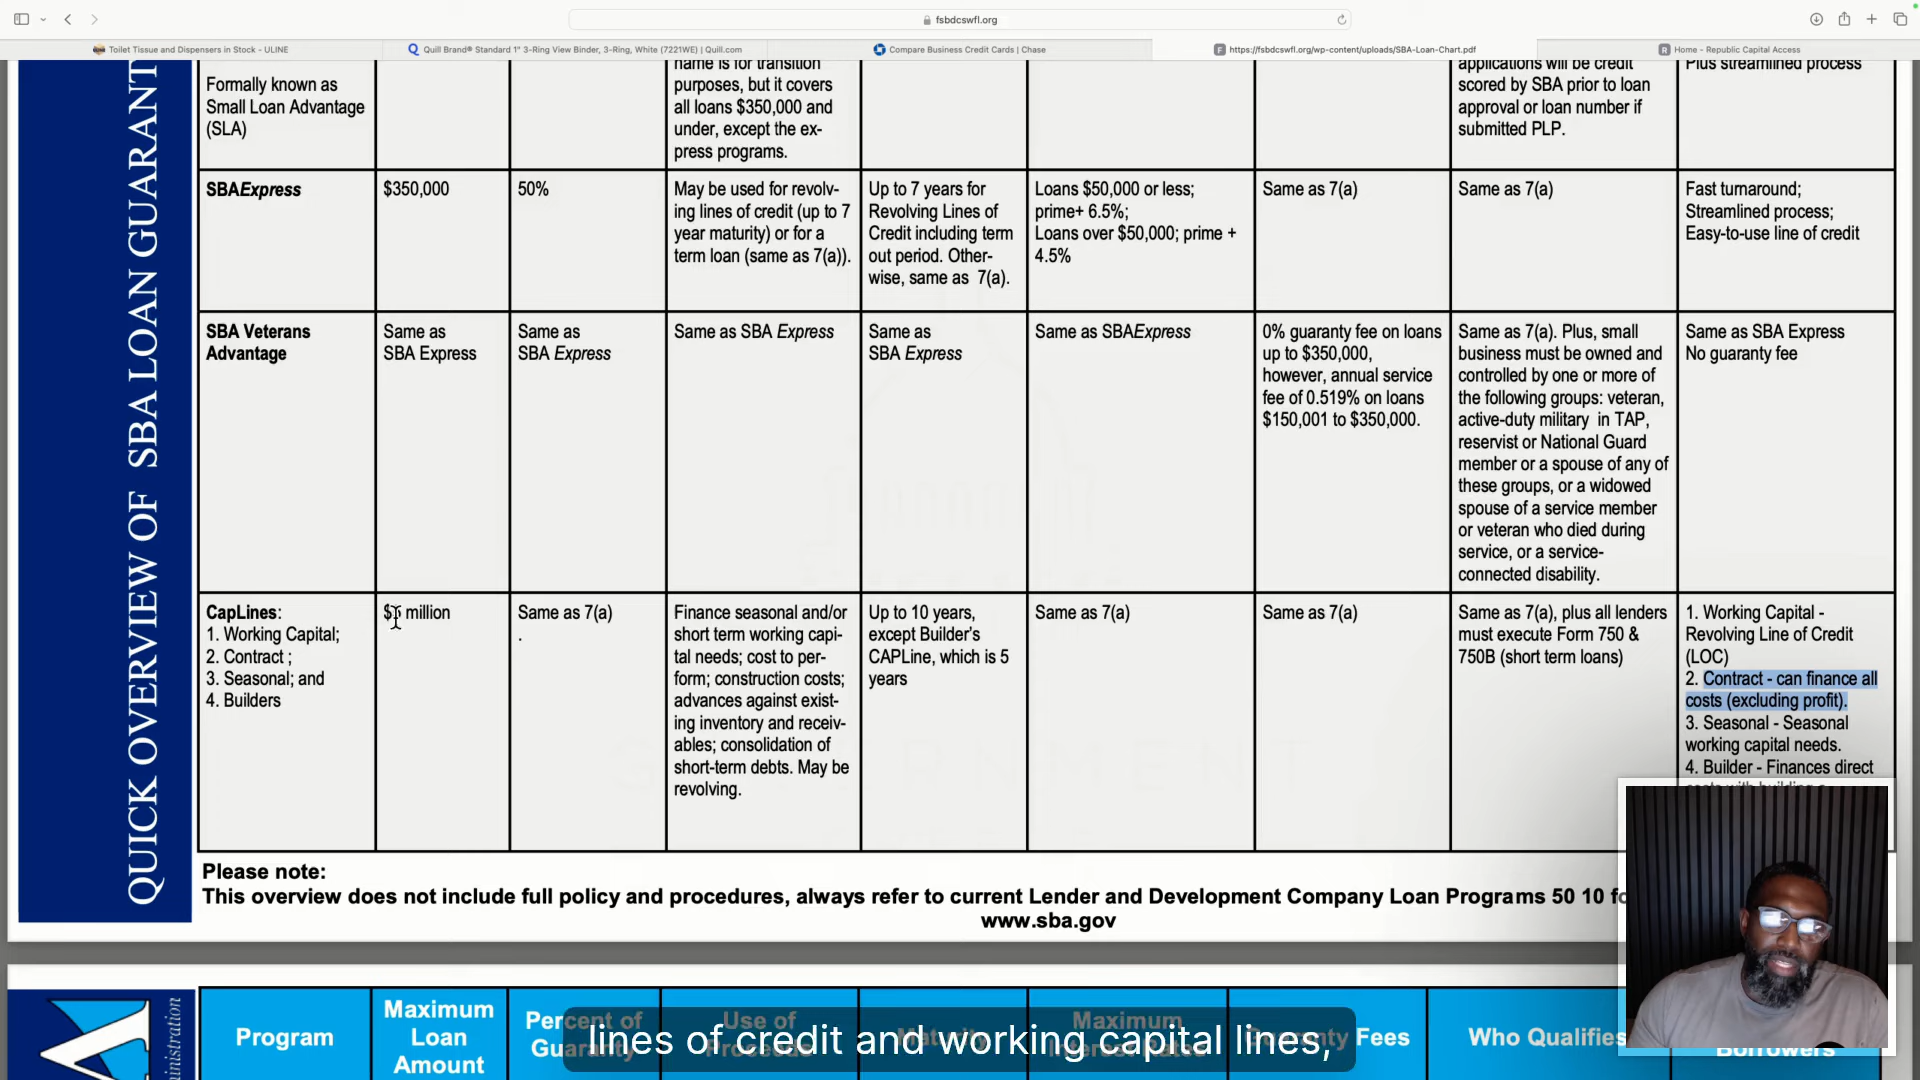 fsbdcswfl.org
Toilet Tissue and Dispensers in Stock - ULINE
Quill Brand® Standard 1" 3-Ring View Binder, 3-Ring, White (7221WE) | Quill.com
Compare Business Credit Cards | Chase
https://fsbdcswfl.org/wp-content/uploads/SBA-Loan-Chart.pdf
Home - Republic Capital Access
QUICK OVERVIEW OF SBA LOAN GUARANT
Formally known as
Small Loan Advantage
(SLA)
name is for transition
purposes, but it covers
all loans $350,000 and
under, except the ex-
press programs.
applications will be credit
scored by SBA prior to loan
approval or loan number if
submitted PLP.
Plus streamlined process
SBAExpress
$350,000
50%
May be used for revolv-
ing lines of credit (up to 7
year maturity) or for a
term loan (same as 7(a)).
Up to 7 years for
Revolving Lines of
Credit including term
out period. Other-
wise, same as 7(a).
Loans $50,000 or less;
prime+ 6.5%;
Loans over $50,000; prime +
4.5%
Same as 7(a)
Same as 7(a)
Fast turnaround;
Streamlined process;
Easy-to-use line of credit
SBA Veterans
Advantage
Same as
SBA Express
Same as
SBA Express
Same as SBA Express
Same as
SBA Express
Same as SBAExpress
0% guaranty fee on loans
up to $350,000,
however, annual service
fee of 0.519% on loans
$150,001 to $350,000.
Same as 7(a). Plus, small
business must be owned and
controlled by one or more of
the following groups: veteran,
active-duty military in TAP,
reservist or National Guard
member or a spouse of any of
these groups, or a widowed
spouse of a service member
or veteran who died during
service, or a service-
connected disability.
Same as SBA Express
No guaranty fee
CapLines:
1. Working Capital;
2. Contract ;
3. Seasonal; and
4. Builders
million
Same as 7(a)
.
Finance seasonal and/or
short term working capi-
tal needs; cost to per-
form; construction costs;
advances against exist-
ing inventory and receiv-
ables; consolidation of
short-term debts. May be
revolving.
Up to 10 years,
except Builder's
CAPLine, which is 5
years
Same as 7(a)
Same as 7(a)
Same as 7(a), plus all lenders
must execute Form 750 &
750B (short term loans)
1. Working Capital -
Revolving Line of Credit
(LOC)
2. Contract - can finance all
costs (excluding profit).
3. Seasonal - Seasonal
working capital needs.
4. Builder - Finances direct
Please note:
This overview does not include full policy and procedures, always refer to current Lender and Development Company Loan Programs 50 10
www.sba.gov
Program
Maximum
Loan
Amount
Percent of
Use of
Maximum
Fees
Who Qualifies
Borrowers
lines of credit and working capital lines,